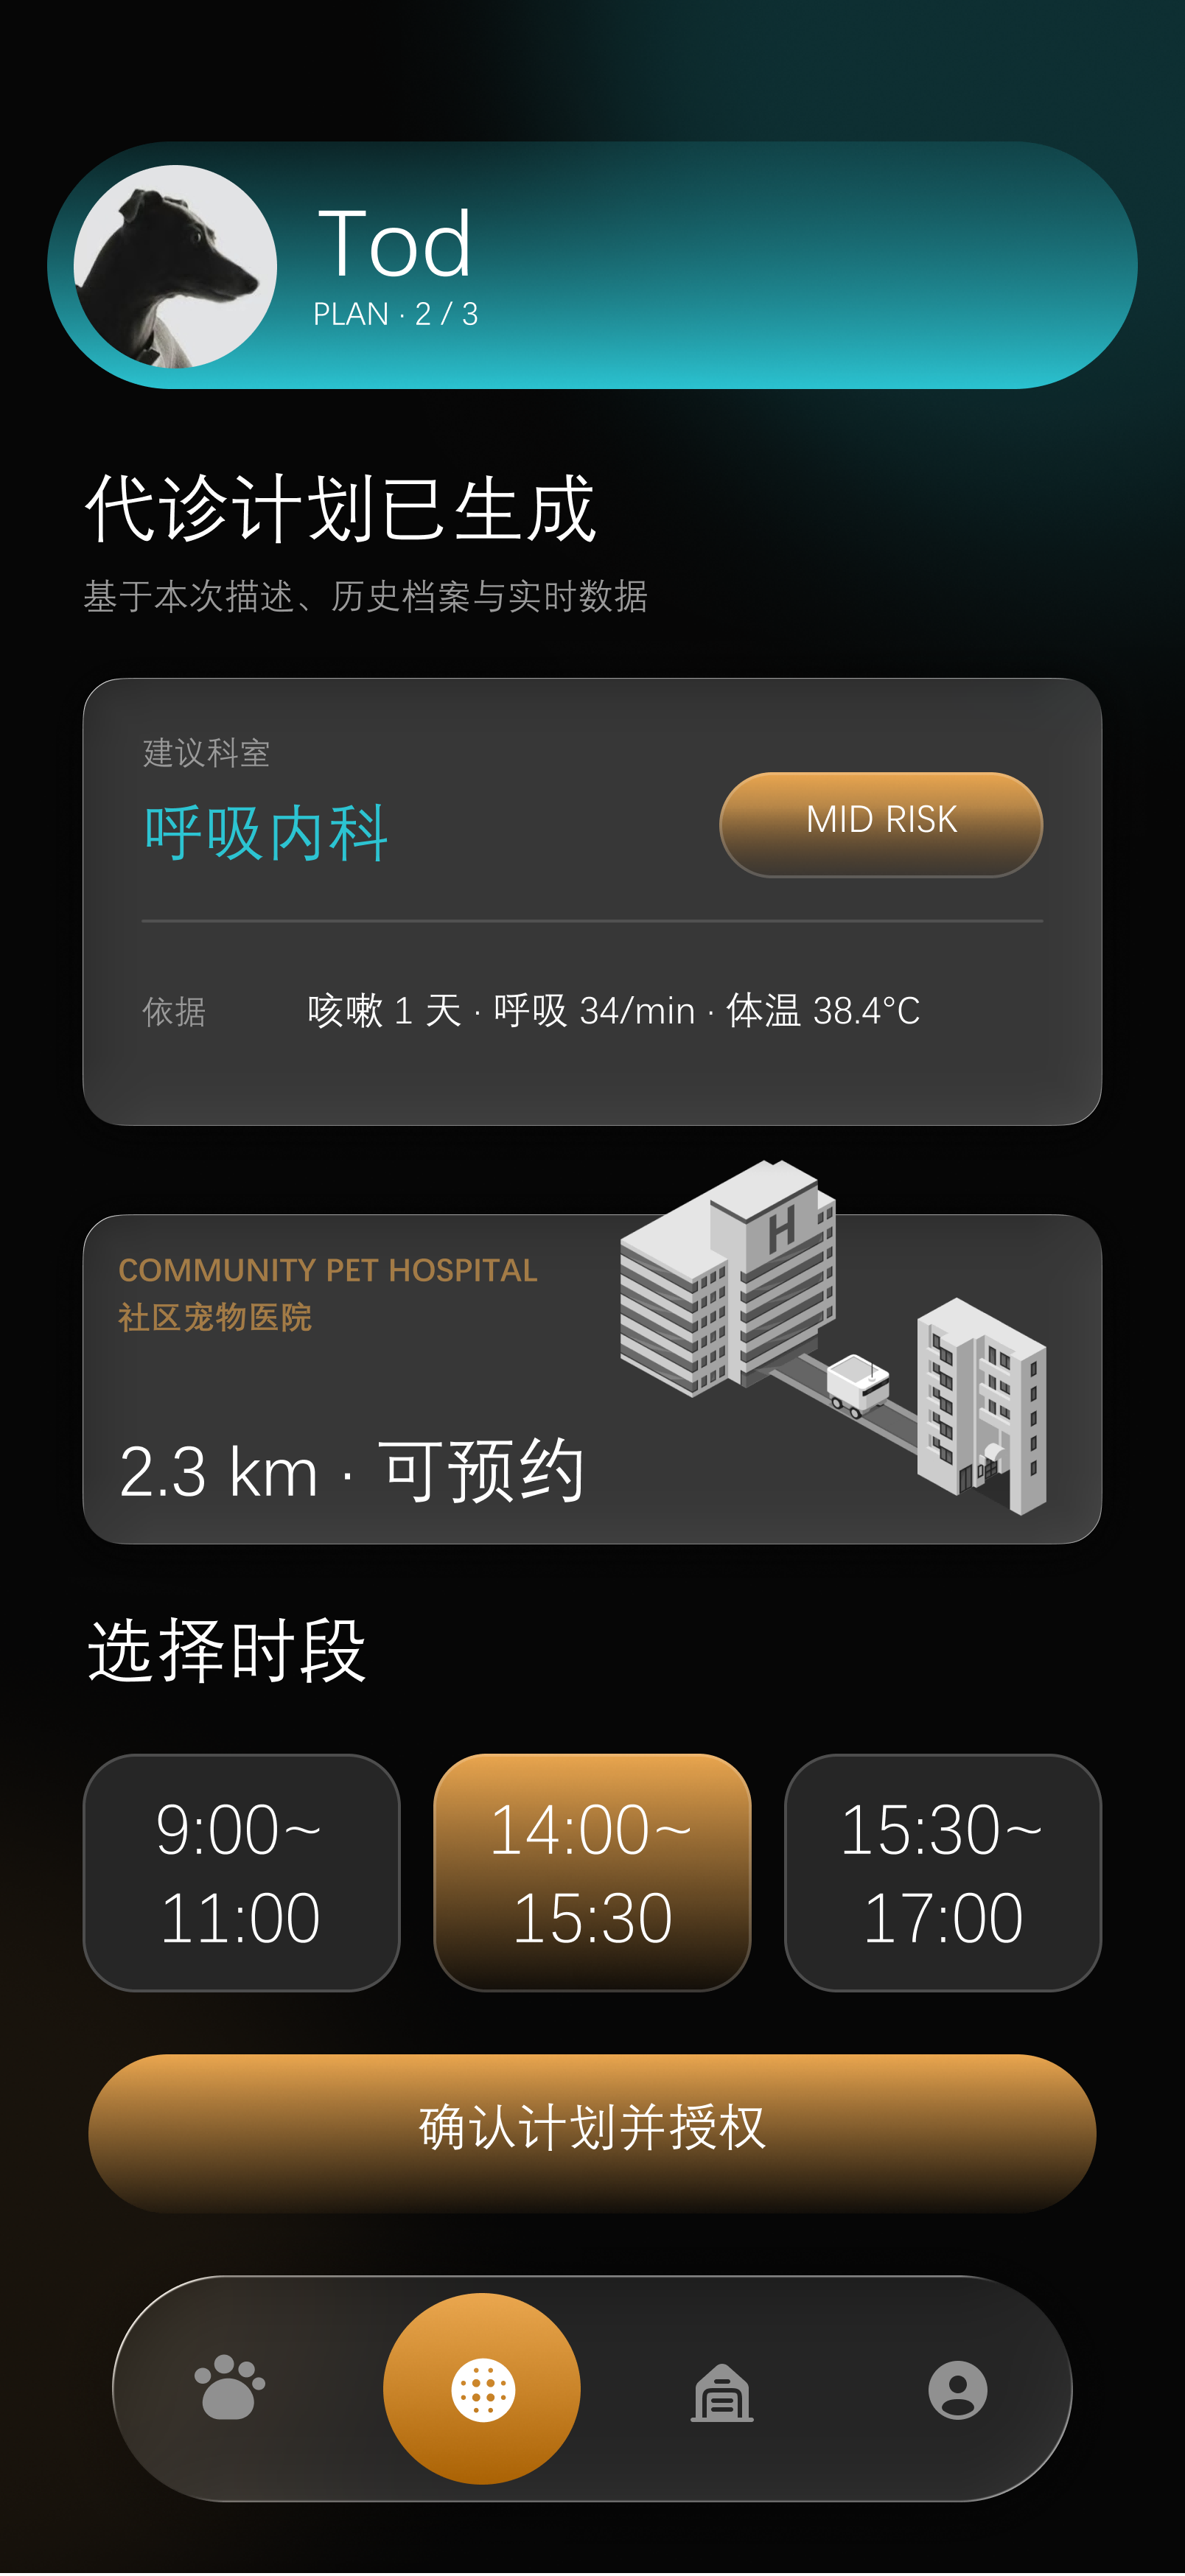 Tod
PLAN · 2 / 3
代诊计划已生成
基于本次描述、历史档案与实时数据
建议科室
呼吸内科
MID RISK
依据 咳嗽 1 天 · 呼吸 34/min · 体温 38.4°C
H
COMMUNITY PET HOSPITAL
社区宠物医院
2.3 km · 可预约
选择时段
9:00~
11:00
14:00~
15:30
15:30~
17:00
确认计划并授权